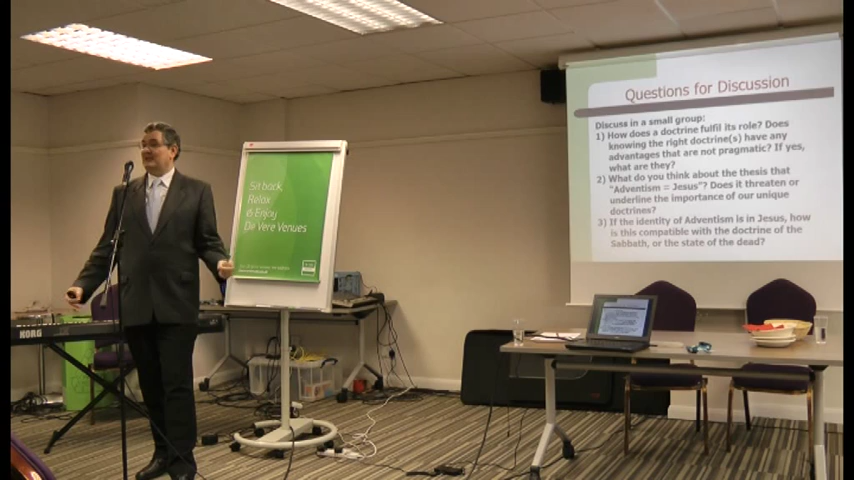 Questions for Discussion
Discuss in a small group:
1) How does a doctrine fulfil its role? Does
knowing the right doctrine(s) have any
advantages that are not pragmatic? If yes,
what are they?
2) What do you think about the thesis that
"Adventism = Jesus"? Does it threaten or
underline the importance of our unique
doctrines?
3) If the identity of Adventism is in Jesus, how
is this compatible with the doctrine of the
Sabbath, or the state of the dead?
Sit back,
Relax
& Enjoy
De Vere Venues
KORG